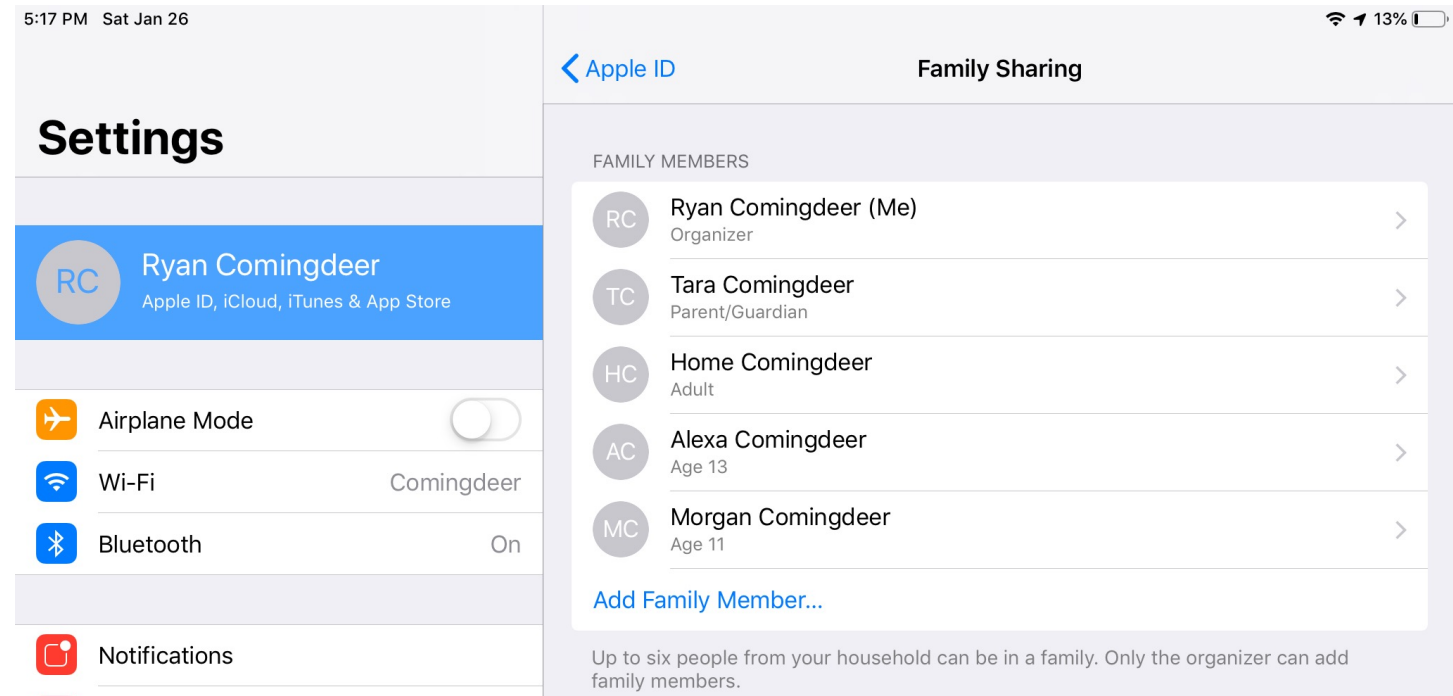 5:17 PM Sat Jan 26
13%
Settings
RC
Ryan Comingdeer
Apple ID, iCloud, iTunes & App Store
Airplane Mode
Wi-Fi Comingdeer
Bluetooth On
Notifications
Apple ID
Family Sharing
FAMILY MEMBERS
RC
Ryan Comingdeer (Me)
Organizer
TC
Tara Comingdeer
Parent/Guardian
HC
Home Comingdeer
Adult
AC
Alexa Comingdeer
Age 13
MC
Morgan Comingdeer
Age 11
Add Family Member...
Up to six people from your household can be in a family. Only the organizer can add
family members.